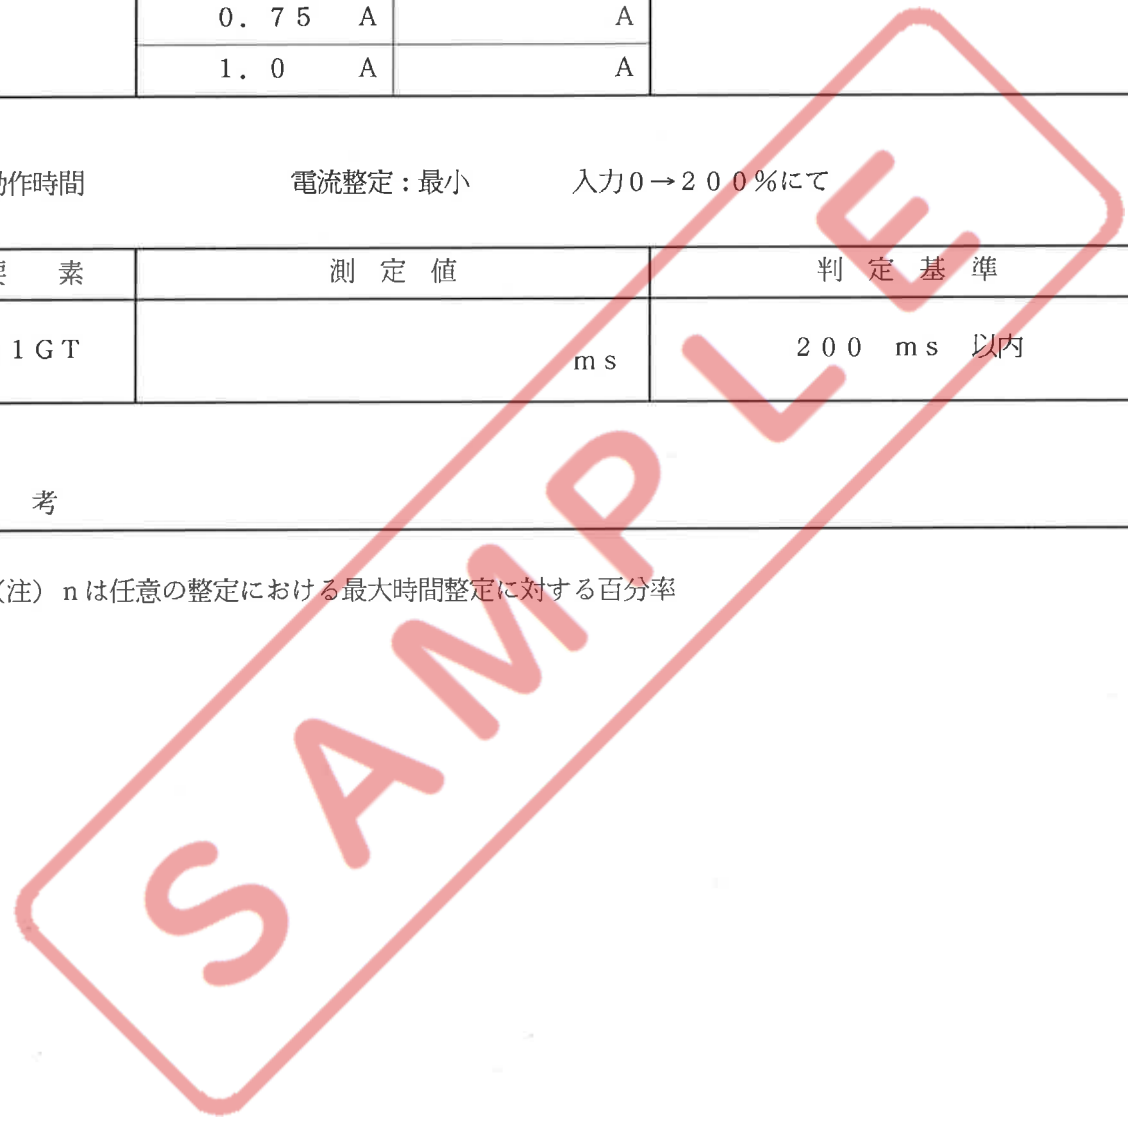 0.75 A A
1.0 A A
作時間 電流整定：最小 入力0→200%にて
素 測定値 判定基準
1GT ms 200 ms 以内
考
（注）nは任意の整定における最大時間整定に対する百分率
SAMPLE